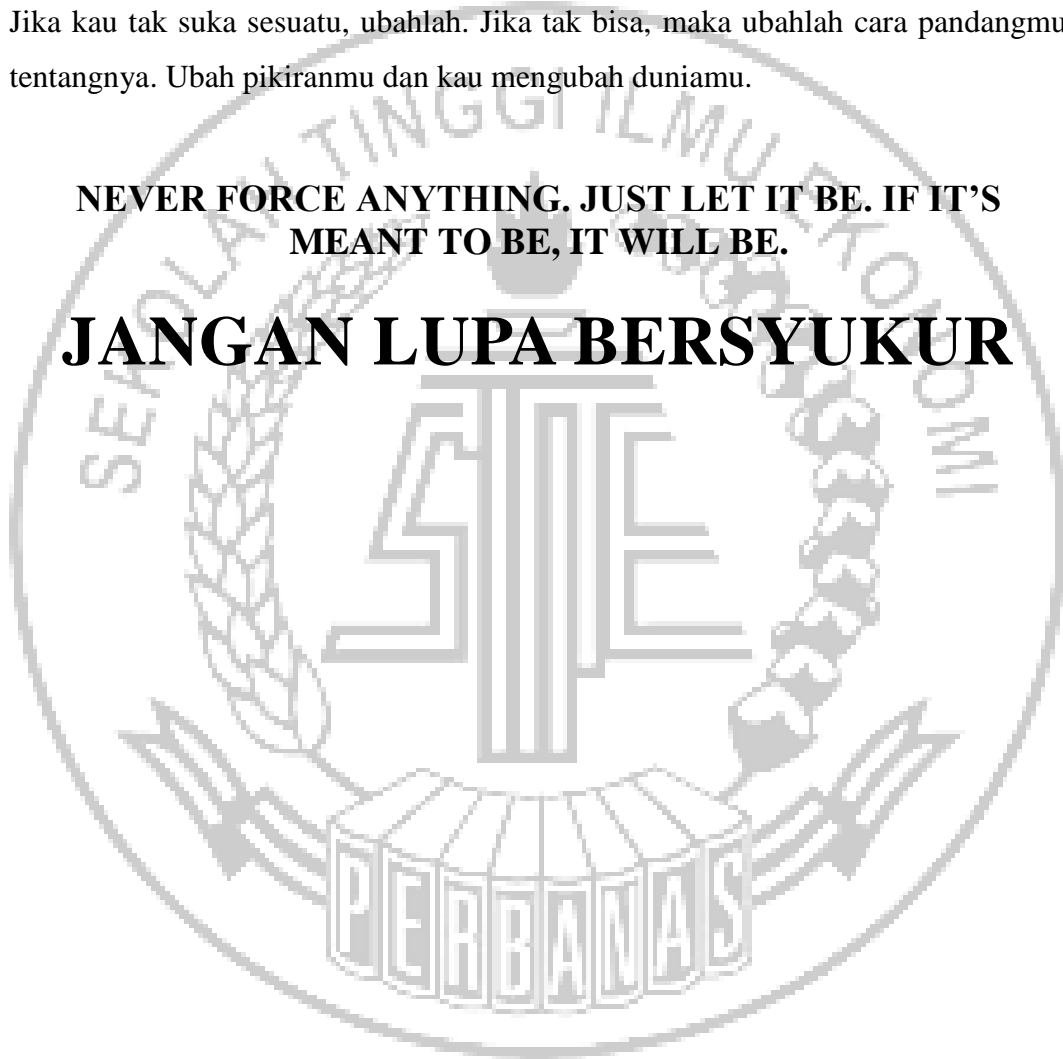 Jika kau tak suka sesuatu, ubahlah. Jika tak bisa, maka ubahlah cara pandangmu
tentangnya. Ubah pikiranmu dan kau mengubah duniamu.
NEVER FORCE ANYTHING. JUST LET IT BE. IF IT’S
MEANT TO BE, IT WILL BE.
JANGAN LUPA BERSYUKUR
SEKOLAH TINGGI ILMU EKONOMI
STIE
PERBANAS